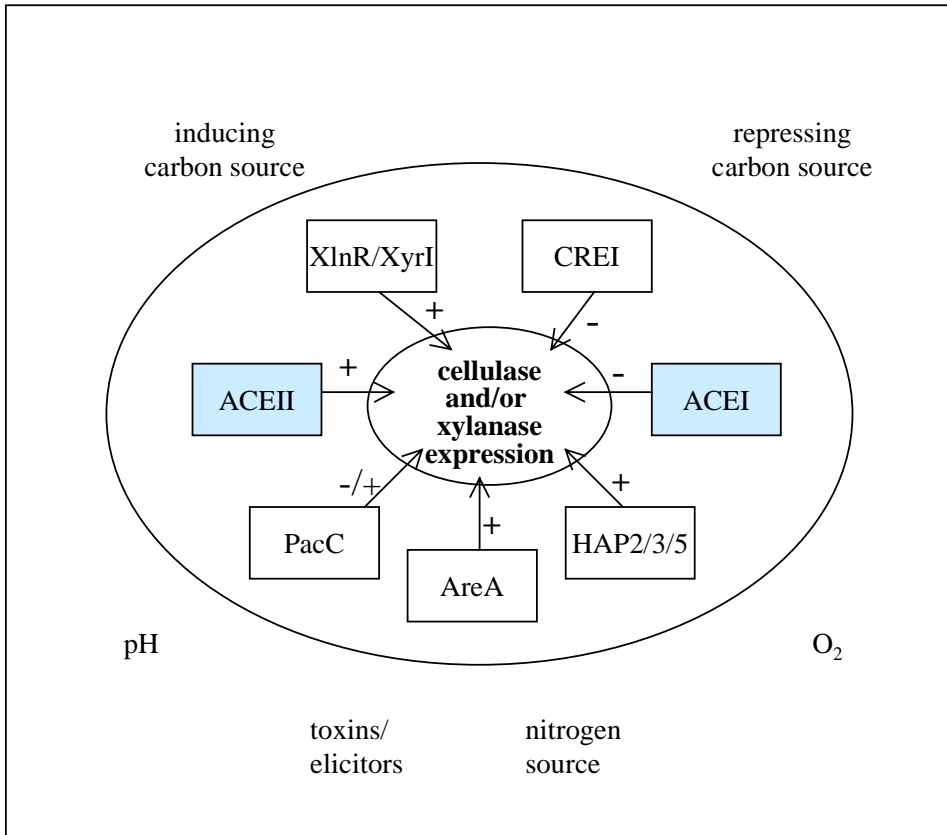 inducing
carbon source
repressing
carbon source
XlnR/XyrI
CREI
+
-
ACEII
+
cellulase
and/or
xylanase
expression
-
ACEI
-/+
PacC
+
AreA
+
HAP2/3/5
pH
O₂
toxins/
elicitors
nitrogen
source